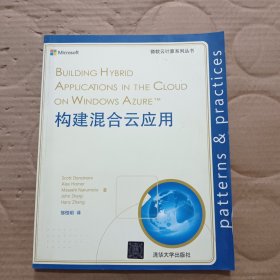 Microsoft
微软云计算系列丛书
BUILDING HYBRID
APPLICATIONS IN THE CLOUD
ON WINDOWS AZURE™
构建混合云应用
Scott Densmore
Alex Homer
Masashi Narumoto 著
John Sharp
Hanz Zhang
译
patterns & practices
清华大学出版社